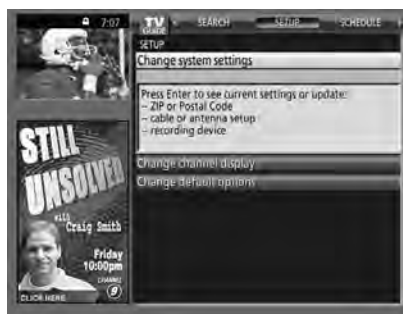 7:07
TV GUIDE SEARCH SETUP SCHEDULE
SETUP
Change system settings
Press Enter to see current settings or update:
-- ZIP or Postal Code
-- cable or antenna setup
-- recording device
Change channel display
Change default options
STILL
UNSOLVED
with
Craig Smith
Friday
10:00pm
CHANNEL
9
CLICK HERE